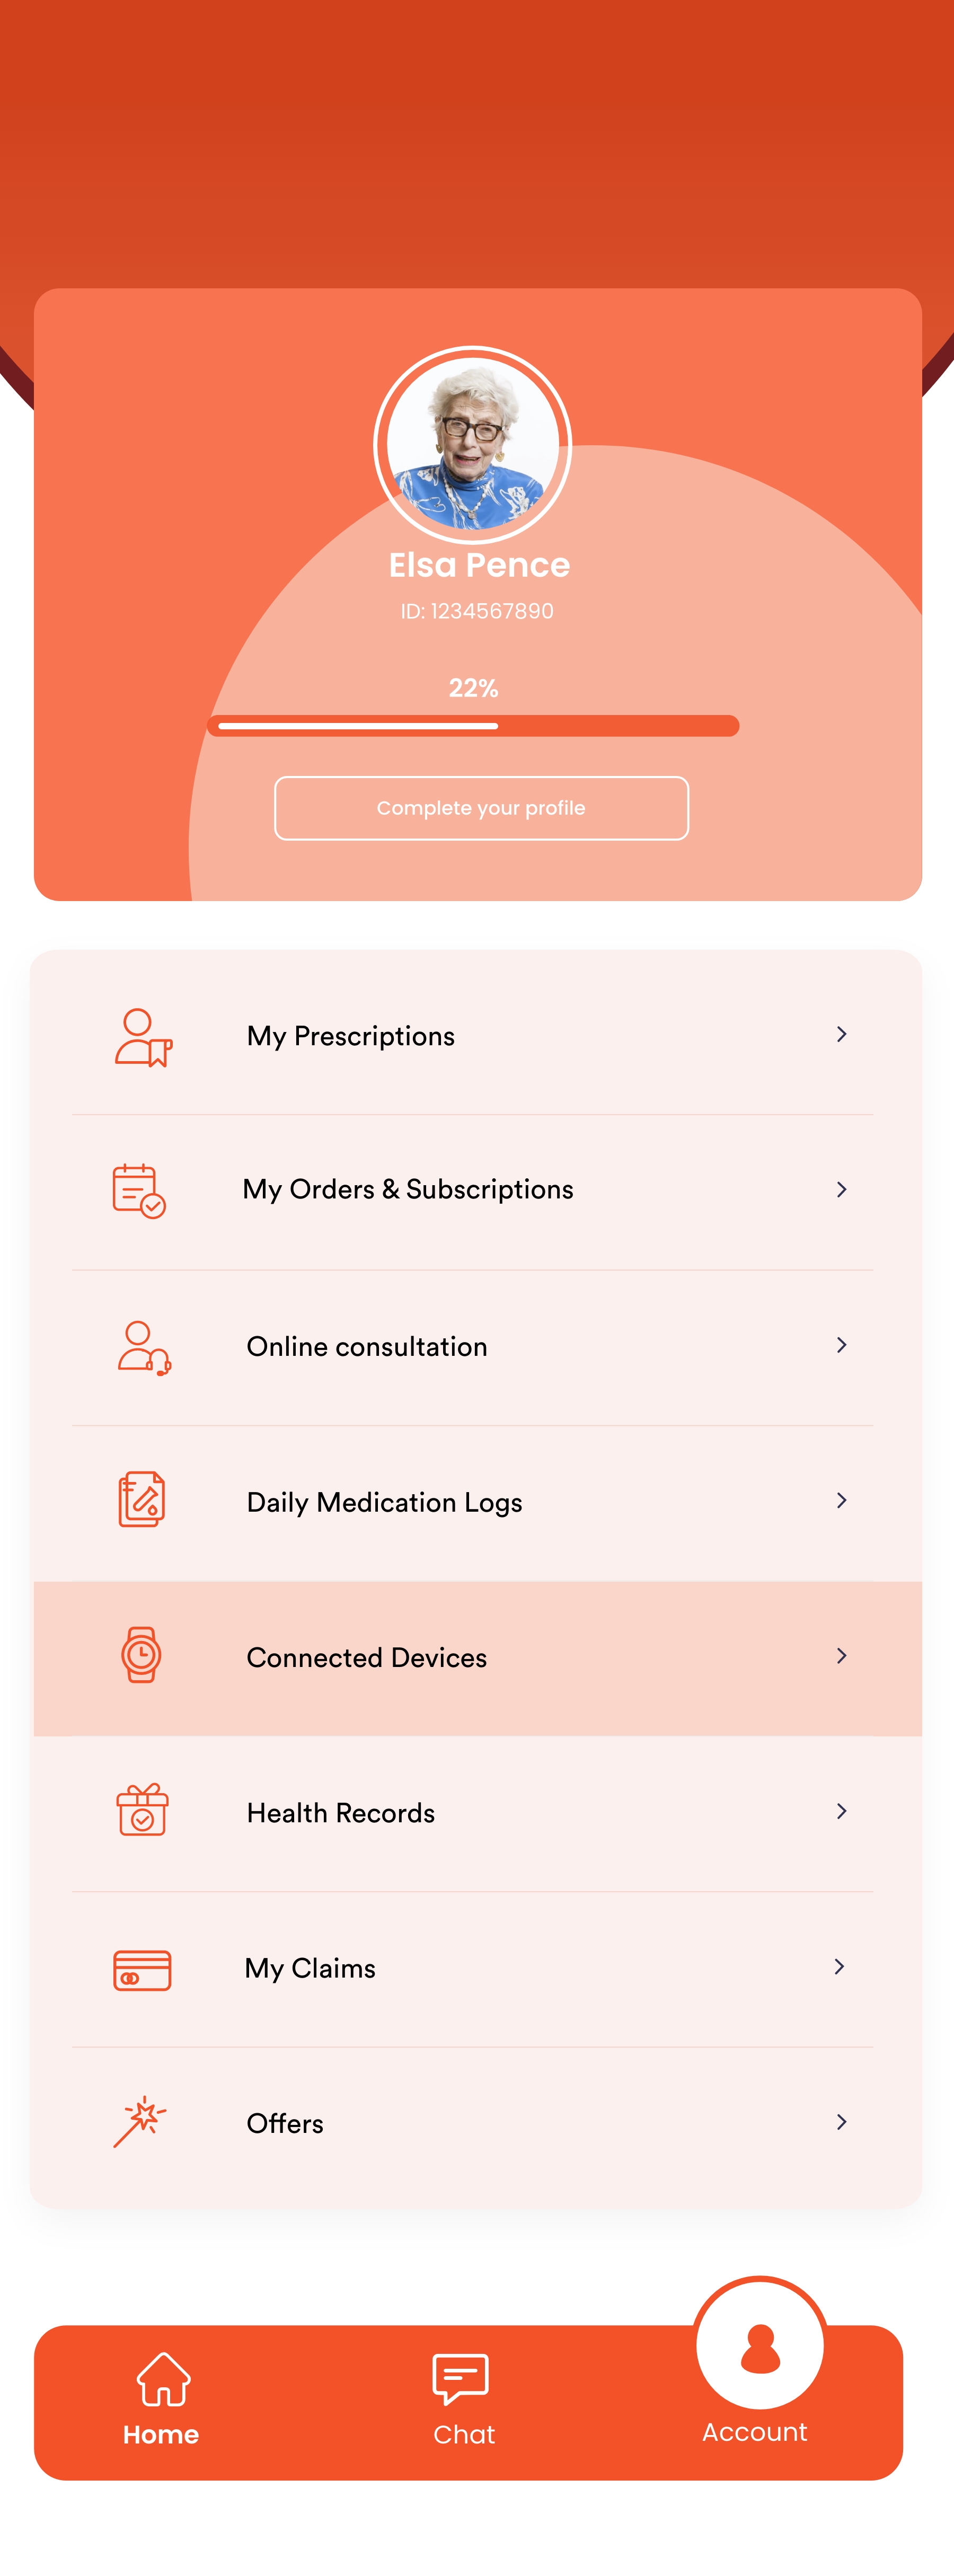 Elsa Pence
ID: 1234567890
22%
Complete your profile
My Prescriptions
My Orders & Subscriptions
Online consultation
Daily Medication Logs
Connected Devices
Health Records
My Claims
Offers
Home
Chat
Account